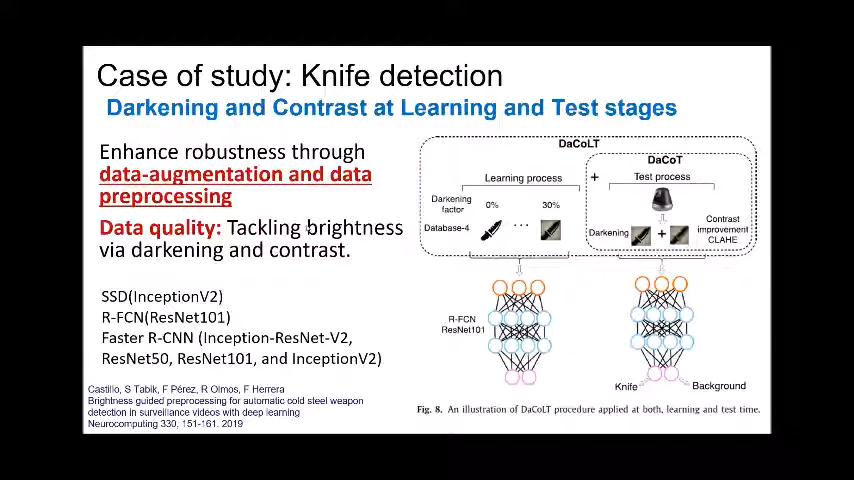 Case of study: Knife detection
Darkening and Contrast at Learning and Test stages
Enhance robustness through
data-augmentation and data
preprocessing
Data quality: Tackling brightness
via darkening and contrast.
SSD(InceptionV2)
R-FCN(ResNet101)
Faster R-CNN (Inception-ResNet-V2,
ResNet50, ResNet101, and InceptionV2)
Castillo, S Tabik, F Pérez, R Olmos, F Herrera
Brightness guided preprocessing for automatic cold steel weapon
detection in surveillance videos with deep learning
Neurocomputing 330, 151-161. 2019
DaCoLT
DaCoT
Learning process
+
Test process
Darkening
factor
0%
30%
Database-4
...
Darkening
+
Contrast
improvement
CLAHE
R-FCN
ResNet101
Knife
Background
Fig. 8. An illustration of DaCoLT procedure applied at both, learning and test time.